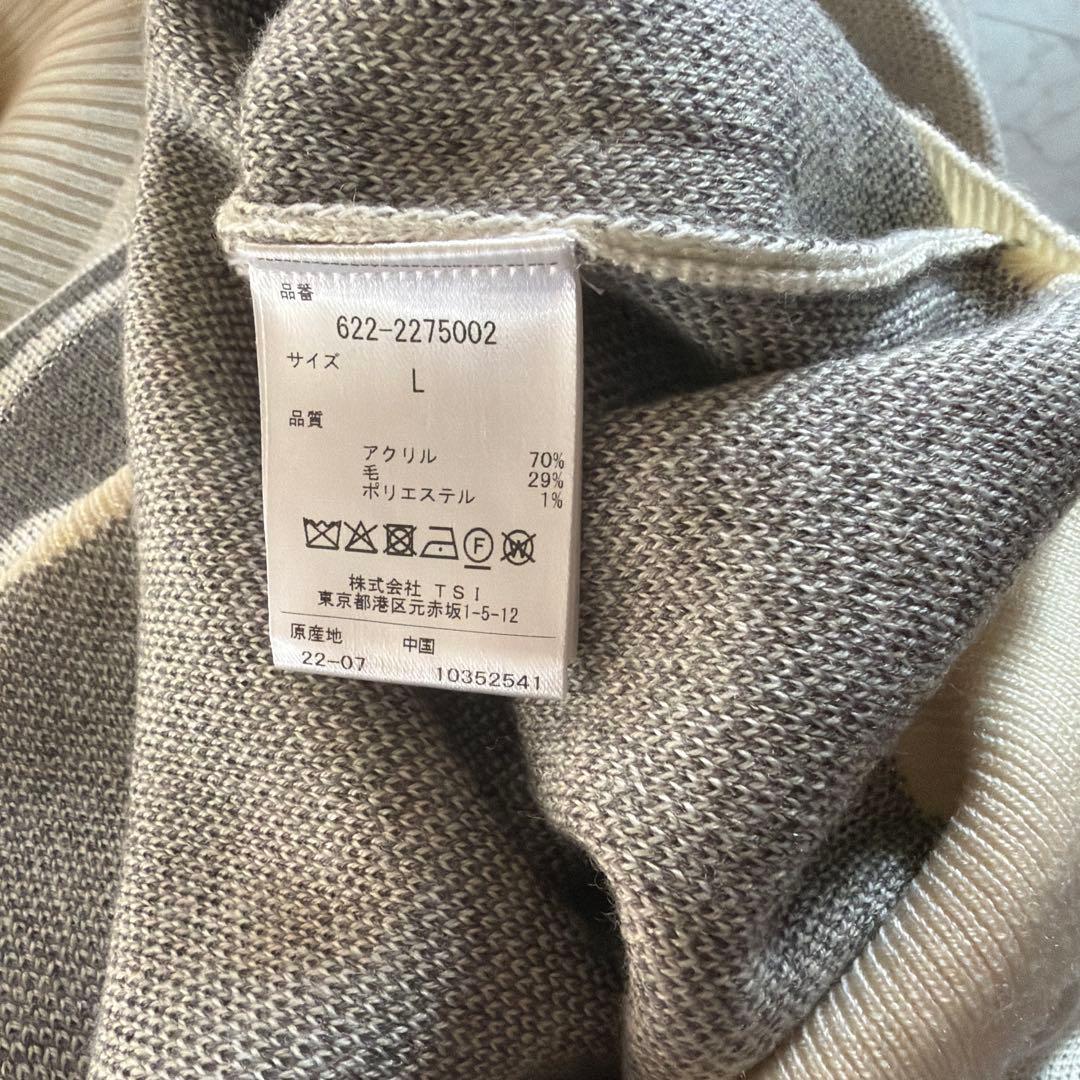 品番
622-2275002
サイズ
L
品質
アクリル 70%
毛 29%
ポリエステル 1%
F W
株式会社 TSI
東京都港区元赤坂1-5-12
原産地 中国
22-07 10352541